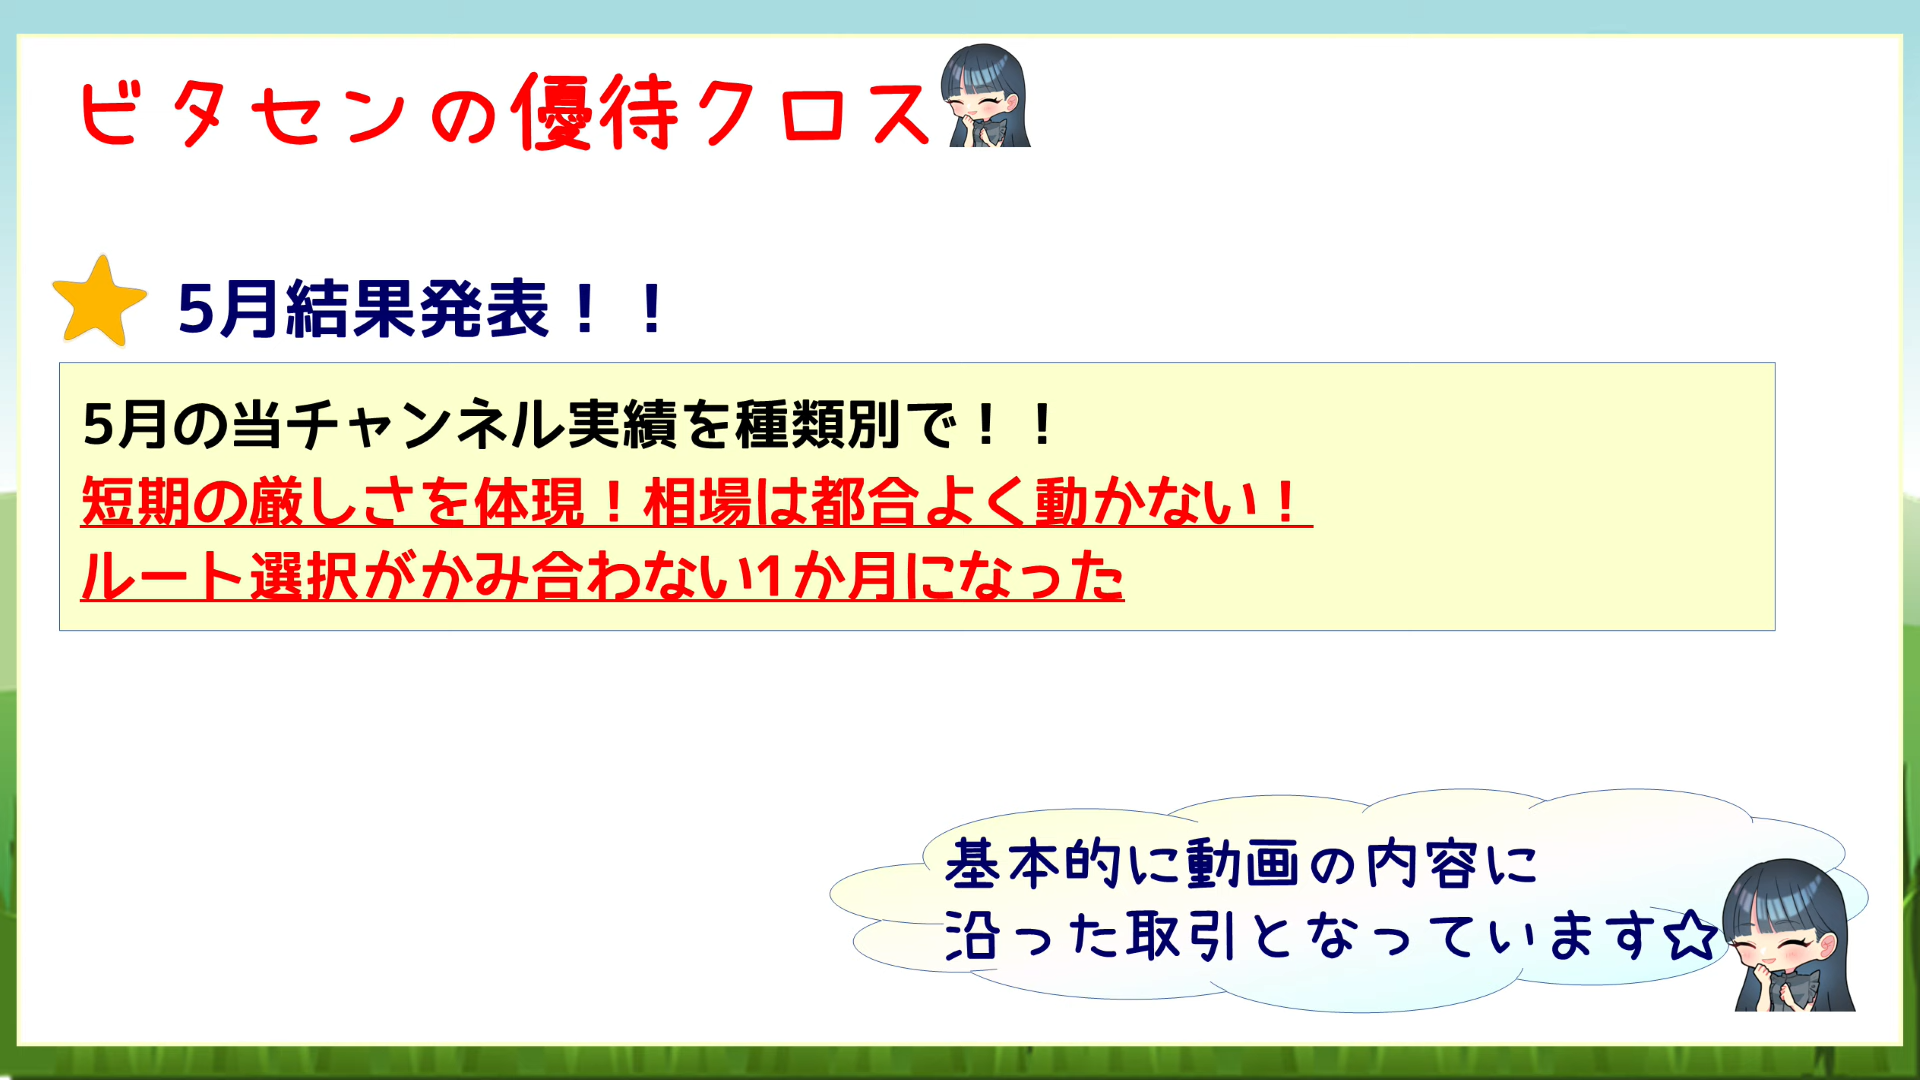 ビタセンの優待クロス
5月結果発表！！
5月の当チャンネル実績を種類別で！！
短期の厳しさを体現！相場は都合よく動かない！
ルート選択がかみ合わない1か月になった
基本的に動画の内容に
沿った取引となっています☆